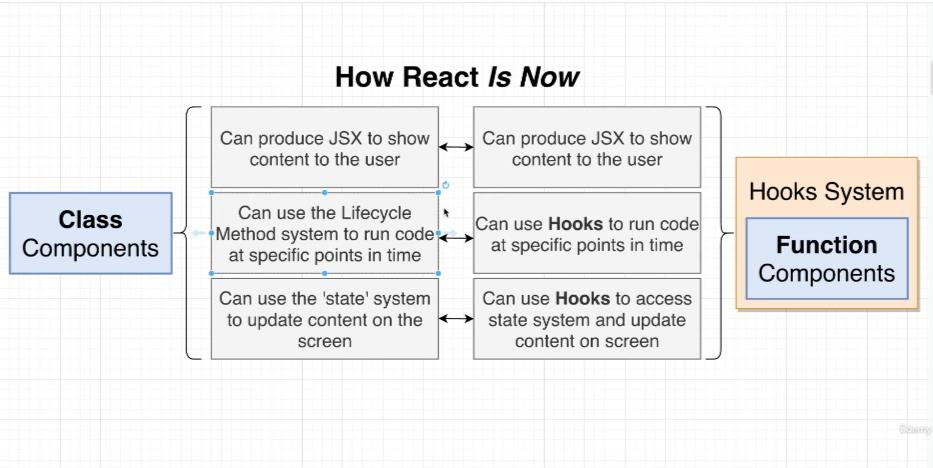 How React Is Now
Class
Components
Can produce JSX to show
content to the user
Can use the Lifecycle
Method system to run code
at specific points in time
Can use the 'state' system
to update content on the
screen
Can produce JSX to show
content to the user
Can use Hooks to run code
at specific points in time
Can use Hooks to access
state system and update
content on screen
Hooks System
Function
Components
Udemy